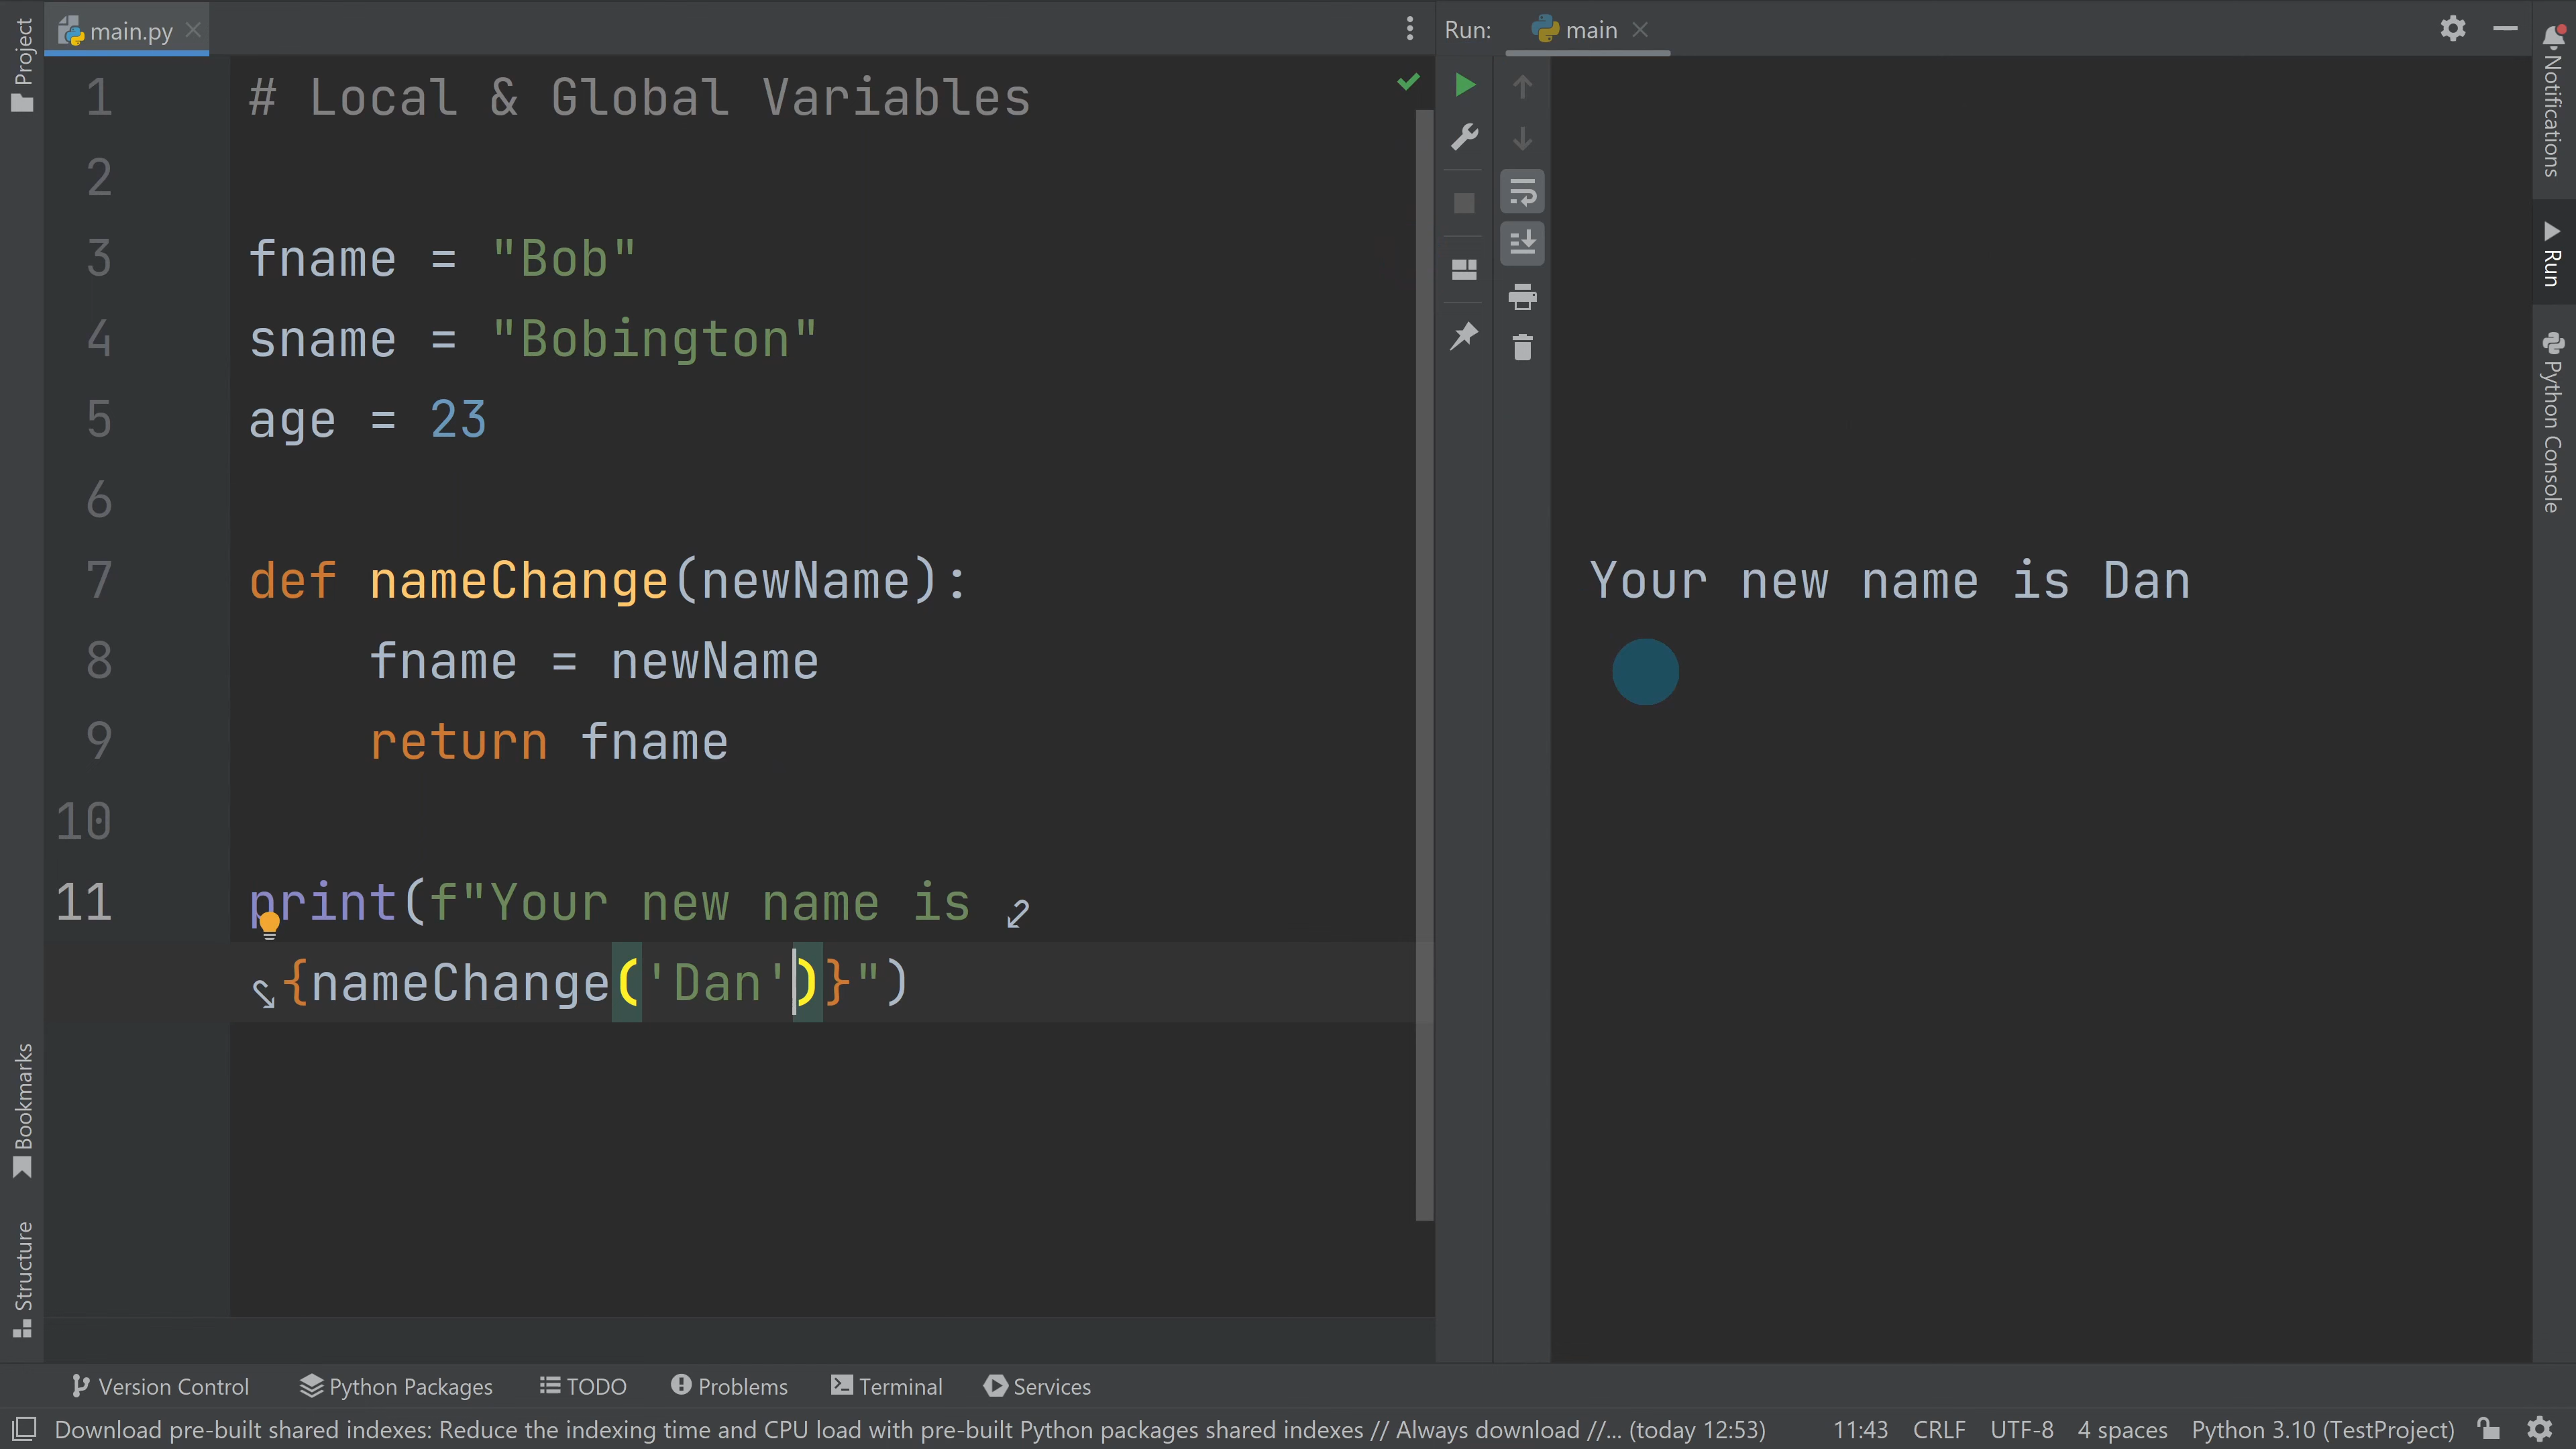 Project
main.py
Run:
main
Notifications
Run
Python Console
1 # Local & Global Variables
2
3 fname = "Bob"
4 sname = "Bobington"
5 age = 23
6
7 def nameChange(newName):
8     fname = newName
9     return fname
10
11 print(f"Your new name is
{nameChange('Dan')}")
Your new name is Dan
Bookmarks
Structure
Version Control
Python Packages
TODO
Problems
Terminal
Services
Download pre-built shared indexes: Reduce the indexing time and CPU load with pre-built Python packages shared indexes // Always download //... (today 12:53)
11:43 CRLF UTF-8 4 spaces Python 3.10 (TestProject)